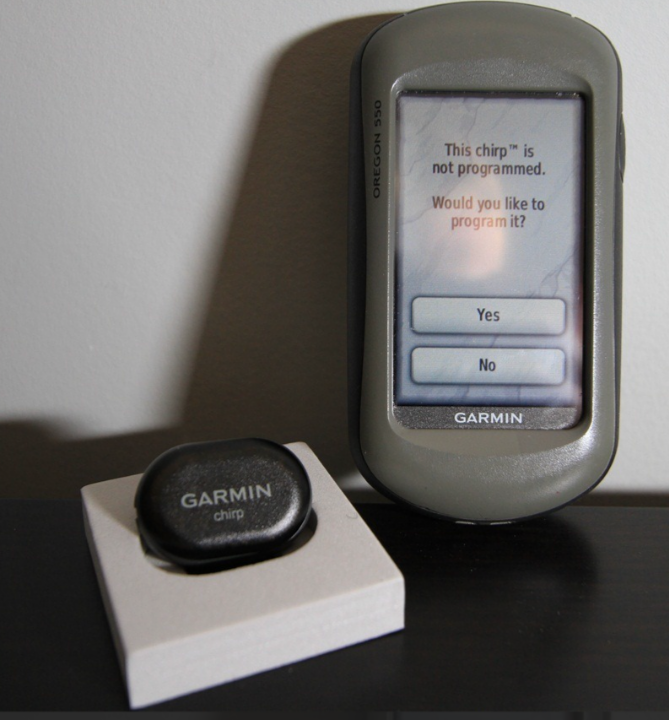 OREGON 550
This chirp™ is
not programmed.
Would you like to
program it?
Yes
No
GARMIN
GARMIN
chirp